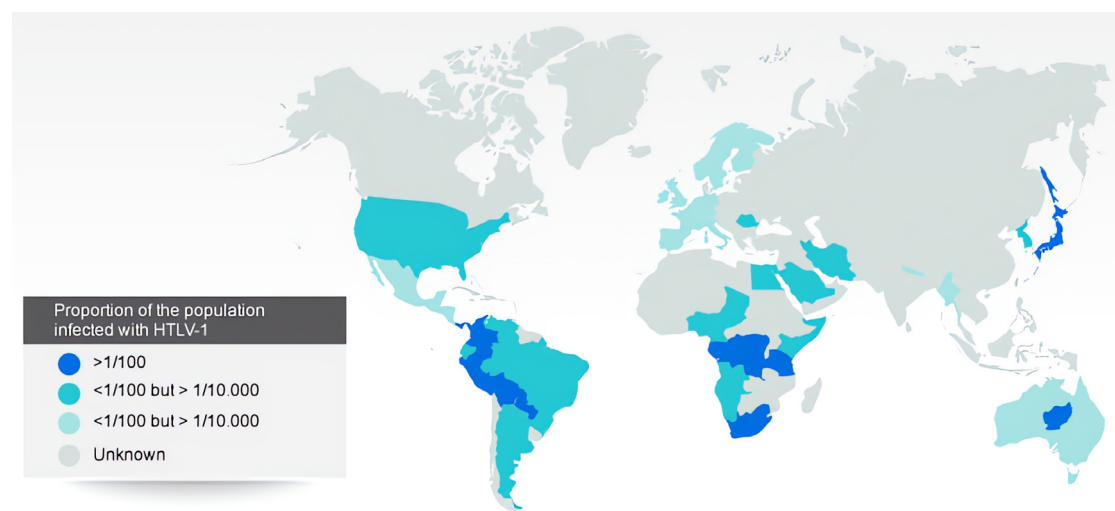 Proportion of the population
infected with HTLV-1
>1/100
<1/100 but > 1/10.000
<1/100 but > 1/10.000
Unknown